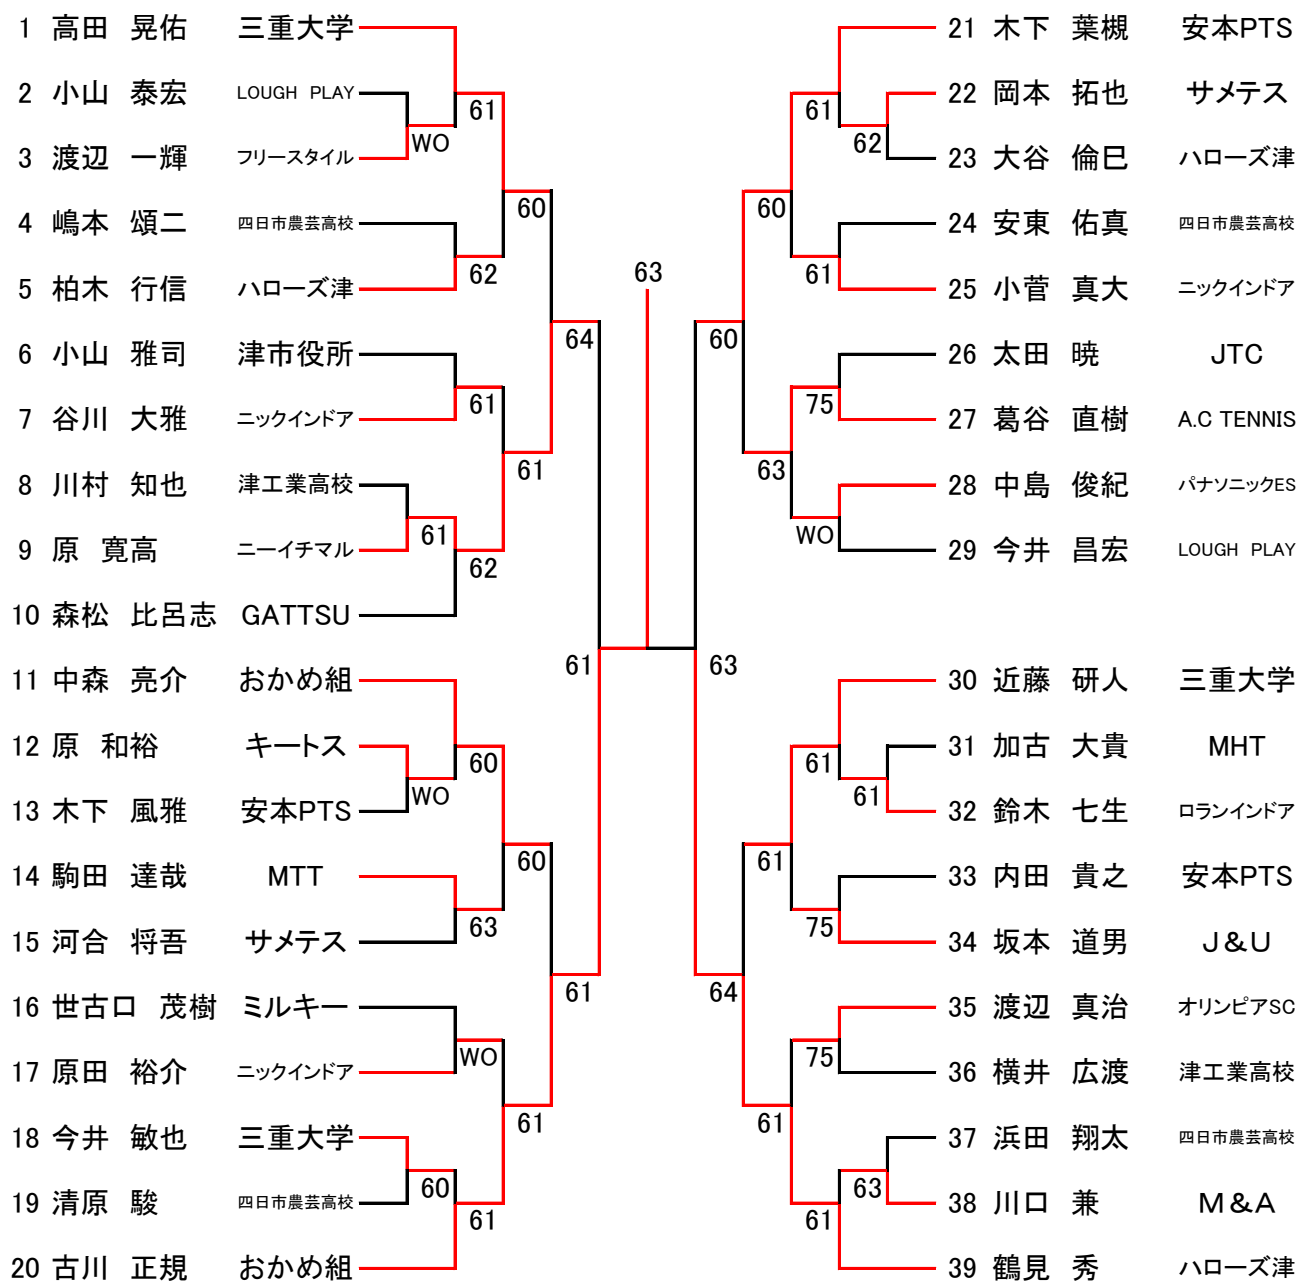 1 高田 晃佑 三重大学
2 小山 泰宏 LOUGH PLAY
61
WO
3 渡辺 一輝 フリースタイル
60
4 嶋本 頌二 四日市農芸高校
62
5 柏木 行信 ハローズ津
64
6 小山 雅司 津市役所
61
7 谷川 大雅 ニックインドア
61
8 川村 知也 津工業高校
61
9 原 寛高 ニーイチマル
62
10 森松 比呂志 GATTSU
61
11 中森 亮介 おかめ組
12 原 和裕 キートス
60
WO
13 木下 風雅 安本PTS
60
14 駒田 達哉 MTT
63
15 河合 将吾 サメテス
61
16 世古口 茂樹 ミルキー
WO
17 原田 裕介 ニックインドア
61
18 今井 敏也 三重大学
60
19 清原 駿 四日市農芸高校
61
20 古川 正規 おかめ組
63
21 木下 葉槻 安本PTS
61
22 岡本 拓也 サメテス
62
23 大谷 倫巳 ハローズ津
60
24 安東 佑真 四日市農芸高校
61
25 小菅 真大 ニックインドア
60
26 太田 暁 JTC
75
27 葛谷 直樹 A.C TENNIS
63
28 中島 俊紀 パナソニックES
WO
29 今井 昌宏 LOUGH PLAY
63
30 近藤 研人 三重大学
61
31 加古 大貴 MHT
61
32 鈴木 七生 ロランインドア
61
33 内田 貴之 安本PTS
75
34 坂本 道男 J＆U
64
35 渡辺 真治 オリンピアSC
75
36 横井 広渡 津工業高校
61
37 浜田 翔太 四日市農芸高校
63
38 川口 兼 M＆A
61
39 鶴見 秀 ハローズ津